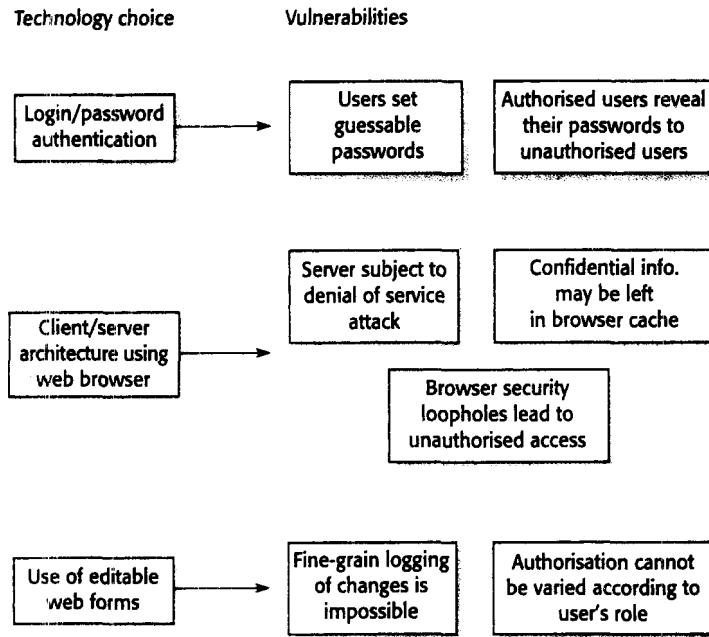 Technology choice
Vulnerabilities
Login/password
authentication
Users set
guessable
passwords
Authorised users reveal
their passwords to
unauthorised users
Client/server
architecture using
web browser
Server subject to
denial of service
attack
Confidential info.
may be left
in browser cache
Browser security
loopholes lead to
unauthorised access
Use of editable
web forms
Fine-grain logging
of changes is
impossible
Authorisation cannot
be varied according to
user's role